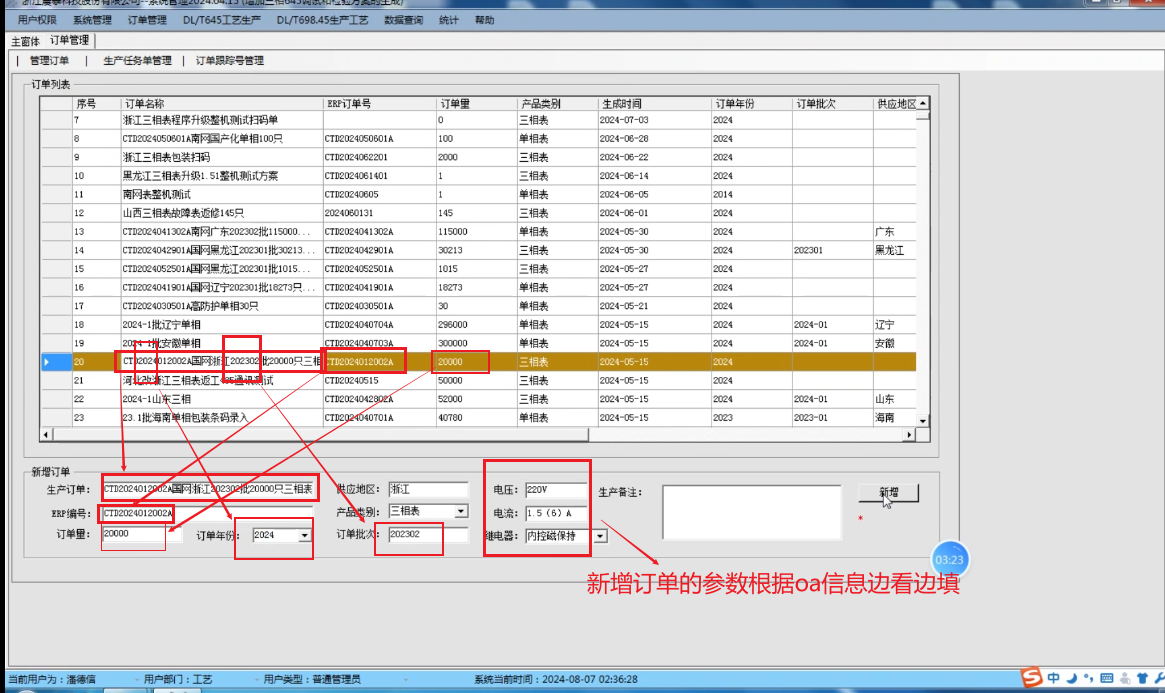 系统管理2024.04.13 (增加三相645调试和检验方案的生成)
用户权限 系统管理 订单管理 DL/T645工艺生产 DL/T698.45生产工艺 数据查询 统计 帮助
主窗体 订单管理
管理订单 | 生产任务单管理 | 订单跟踪号管理
订单列表
序号 订单名称 ERP订单号 订单量 产品类别 生成时间 订单年份 订单批次 供应地区
7 浙江三相表程序升级整机测试扫码单 0 三相表 2024-07-03 2024
8 CTD2024050601A南网国产化单相100只 CTD2024050601A 100 单相表 2024-06-28 2024
9 浙江三相表包装扫码 CTD2024062201 2000 三相表 2024-06-22 2024
10 黑龙江三相表升级1.51整机测试方案 CTD2024061401 1 三相表 2024-06-14 2024
11 南网表整机测试 CTD20240605 1 单相表 2024-06-05 2014
12 山西三相表故障表返修145只 2024060131 145 三相表 2024-06-01 2024
13 CTD2024041302A南网广东202302批115000... CTD2024041302A 115000 单相表 2024-05-30 2024 广东
14 CTD2024042901A国网黑龙江202301批30213... CTD2024042901A 30213 三相表 2024-05-30 2024 202301 黑龙江
15 CTD2024052501A国网黑龙江202301批1015... CTD2024052501A 1015 三相表 2024-05-27 2024
16 CTD2024041901A国网辽宁202301批18273只... CTD2024041901A 18273 单相表 2024-05-27 2024
17 CTD2024030501A高防护单相30只 CTD2024030501A 30 单相表 2024-05-21 2024
18 2024-1批辽宁单相 CTD2024040704A 296000 单相表 2024-05-15 2024 2024-01 辽宁
19 2024-1批安徽单相 CTD2024040703A 300000 单相表 2024-05-15 2024 2024-01 安徽
20 CTD2024012002A国网浙江202302批20000只三相 CTD2024012002A 20000 三相表 2024-05-15 2024
21 河北改浙江三相表返工485通讯测试 CTD20240515 50000 三相表 2024-05-15 2024
22 2024-1山东三相 CTD2024042802A 52000 三相表 2024-05-15 2024 2024-01 山东
23 23.1批海南单相包装条码录入 CTD2024040701A 40780 单相表 2024-05-15 2023 2023-01 海南
新增订单
生产订单: CTD2024012002A国网浙江202302批20000只三相表 供应地区: 浙江 电压: 220V 生产备注: 新增
ERP编号: CTD2024012002A 产品类别: 三相表 电流: 1.5（6）A *
订单量: 20000 订单年份: 2024 订单批次: 202302 继电器: 内控磁保持
03:23
新增订单的参数根据oa信息边看边填
当前用户为：潘德信 - 用户部门：工艺 - 用户类型：普通管理员 - 系统当前时间：2024-08-07 02:36:28
S 中